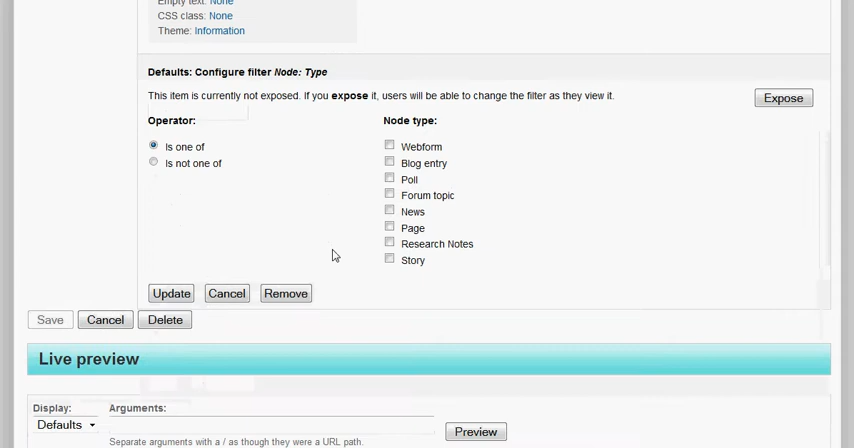 Empty text: None
CSS class: None
Theme: Information
Defaults: Configure filter Node: Type
This item is currently not exposed. If you expose it, users will be able to change the filter as they view it.
Expose
Operator:
Is one of
Is not one of
Node type:
Webform
Blog entry
Poll
Forum topic
News
Page
Research Notes
Story
Update
Cancel
Remove
Save
Cancel
Delete
Live preview
Display:
Defaults
Arguments:
Preview
Separate arguments with a / as though they were a URL path.